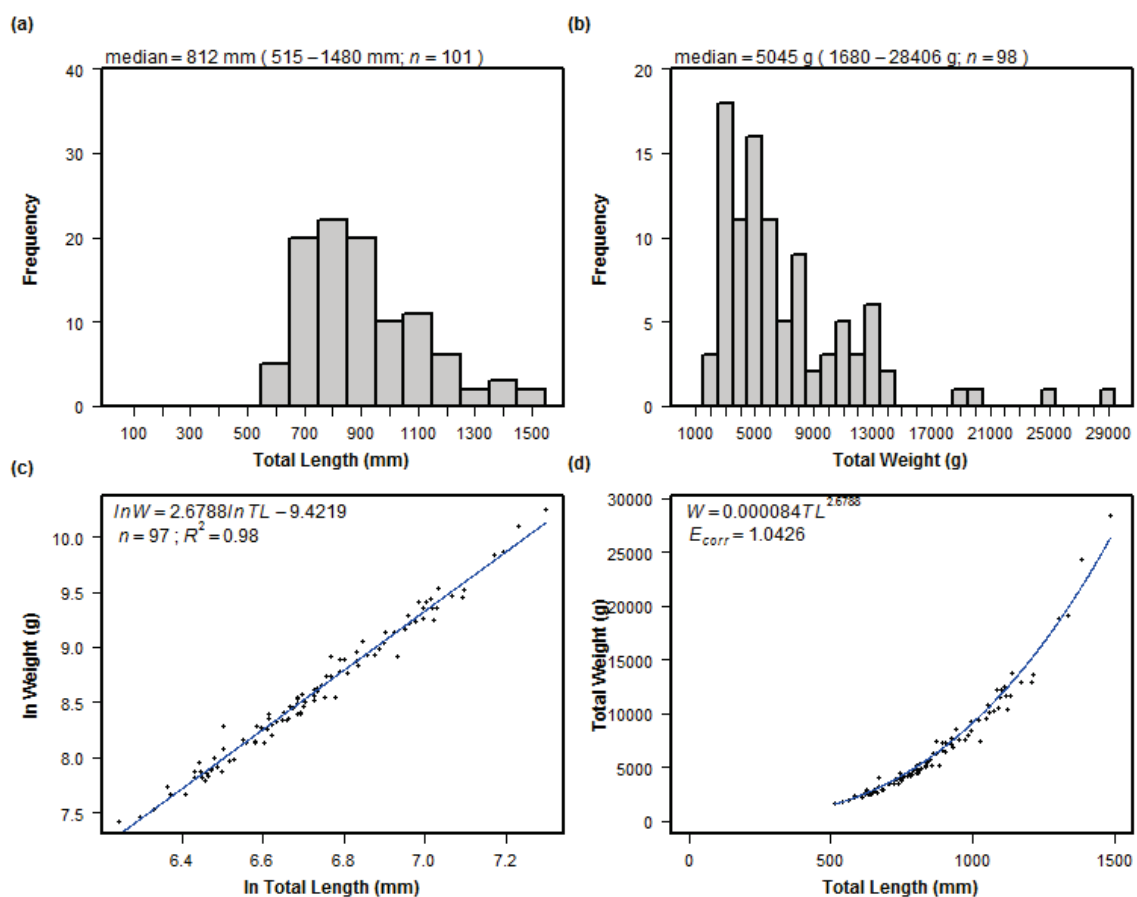 (a)
median = 812 mm ( 515 – 1480 mm; n = 101 )
40
30
20
10
0
Frequency
100 300 500 700 900 1100 1300 1500
Total Length (mm)
(b)
median = 5045 g ( 1680 – 28406 g; n = 98 )
20
15
10
5
0
Frequency
1000 5000 9000 13000 17000 21000 25000 29000
Total Weight (g)
(c)
lnW = 2.6788ln TL – 9.4219
n = 97 ; R² = 0.98
10.0
9.5
9.0
8.5
8.0
7.5
ln Weight (g)
6.4 6.6 6.8 7.0 7.2
ln Total Length (mm)
(d)
W = 0.000084TL^2.6788
E_corr = 1.0426
30000
25000
20000
15000
10000
5000
0
Total Weight (g)
0 500 1000 1500
Total Length (mm)